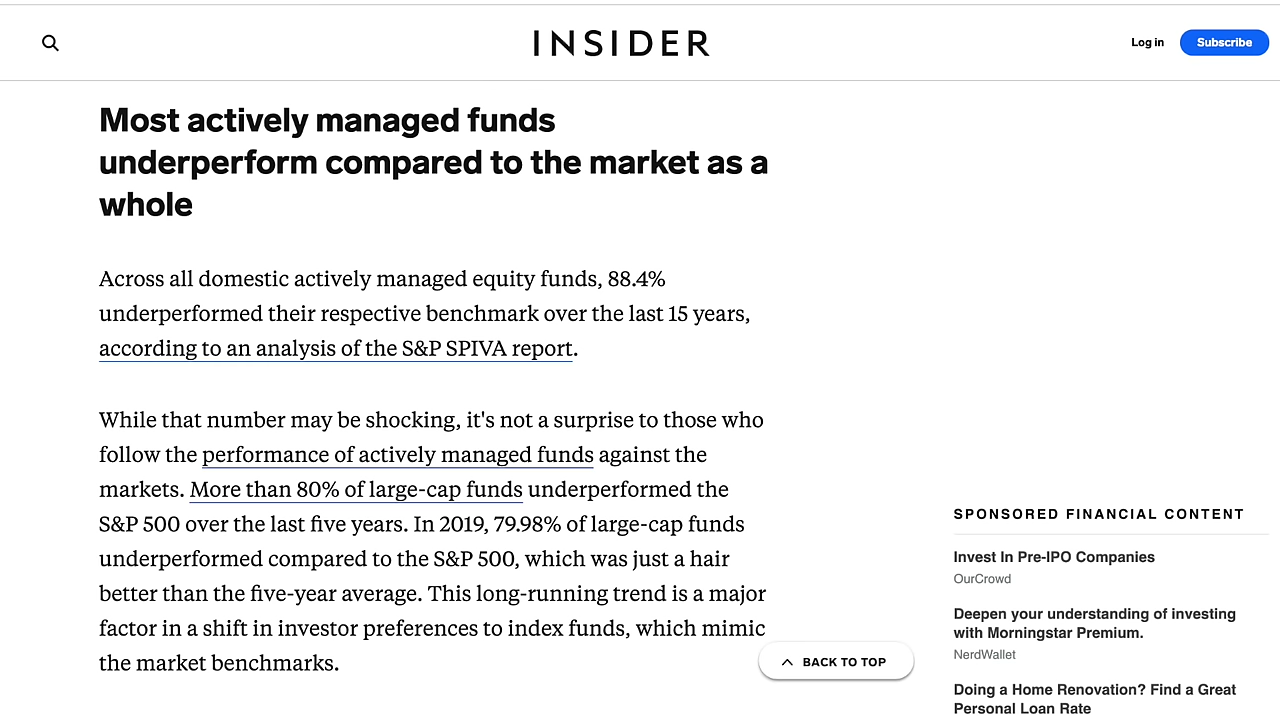 INSIDER
Log in
Subscribe
Most actively managed funds
underperform compared to the market as a
whole
Across all domestic actively managed equity funds, 88.4%
underperformed their respective benchmark over the last 15 years,
according to an analysis of the S&P SPIVA report.
While that number may be shocking, it's not a surprise to those who
follow the performance of actively managed funds against the
markets. More than 80% of large-cap funds underperformed the
S&P 500 over the last five years. In 2019, 79.98% of large-cap funds
underperformed compared to the S&P 500, which was just a hair
better than the five-year average. This long-running trend is a major
factor in a shift in investor preferences to index funds, which mimic
the market benchmarks.
BACK TO TOP
SPONSORED FINANCIAL CONTENT
Invest In Pre-IPO Companies
OurCrowd
Deepen your understanding of investing
with Morningstar Premium.
NerdWallet
Doing a Home Renovation? Find a Great
Personal Loan Rate